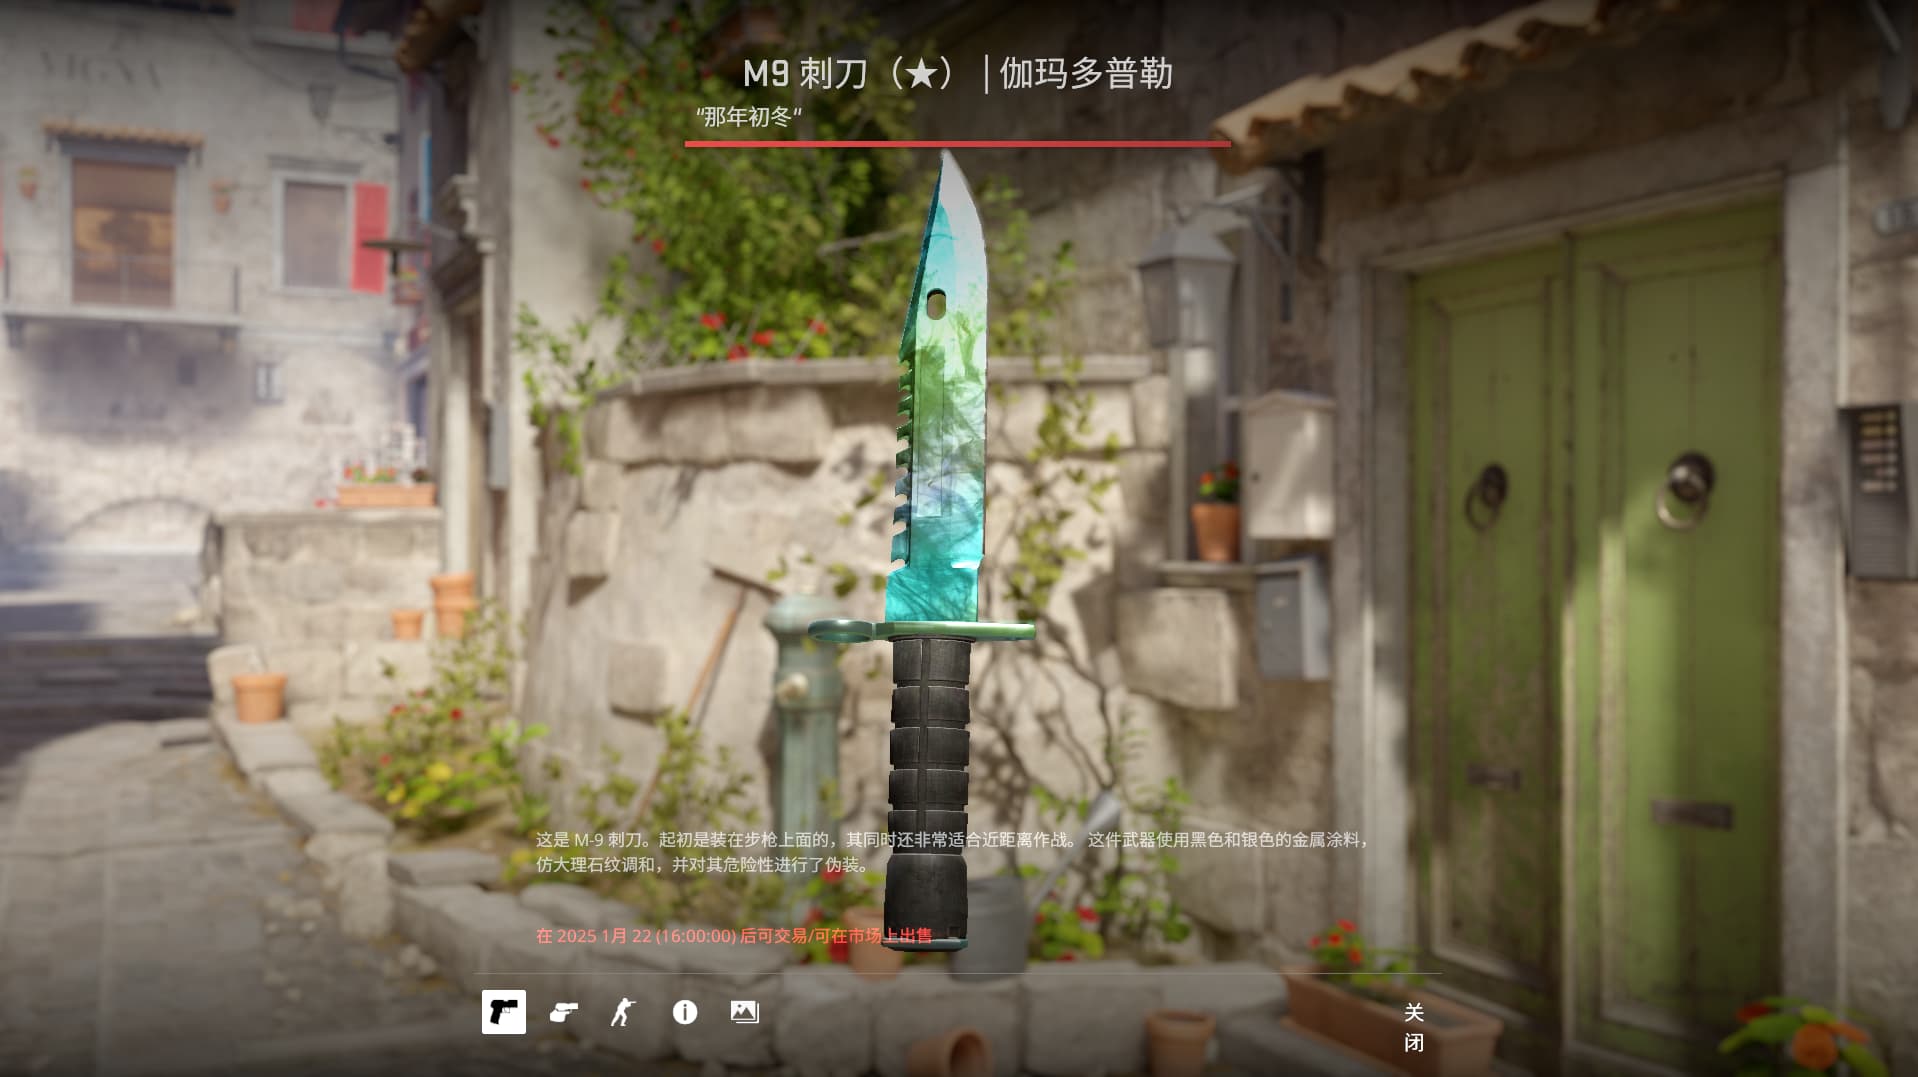 M9 刺刀（★） | 伽玛多普勒
“那年初冬“
这是 M-9 刺刀。起初是装在步枪上面的，其同时还非常适合近距离作战。 这件武器使用黑色和银色的金属涂料，
仿大理石纹调和，并对其危险性进行了伪装。
在 2025 1月 22 (16:00:00) 后可交易/可在市场上出售
关
闭